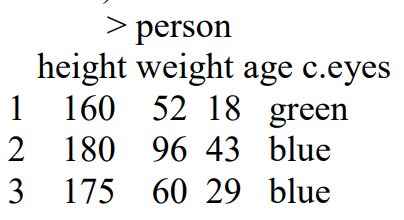 > person
height weight age c.eyes
1 160 52 18 green
2 180 96 43 blue
3 175 60 29 blue